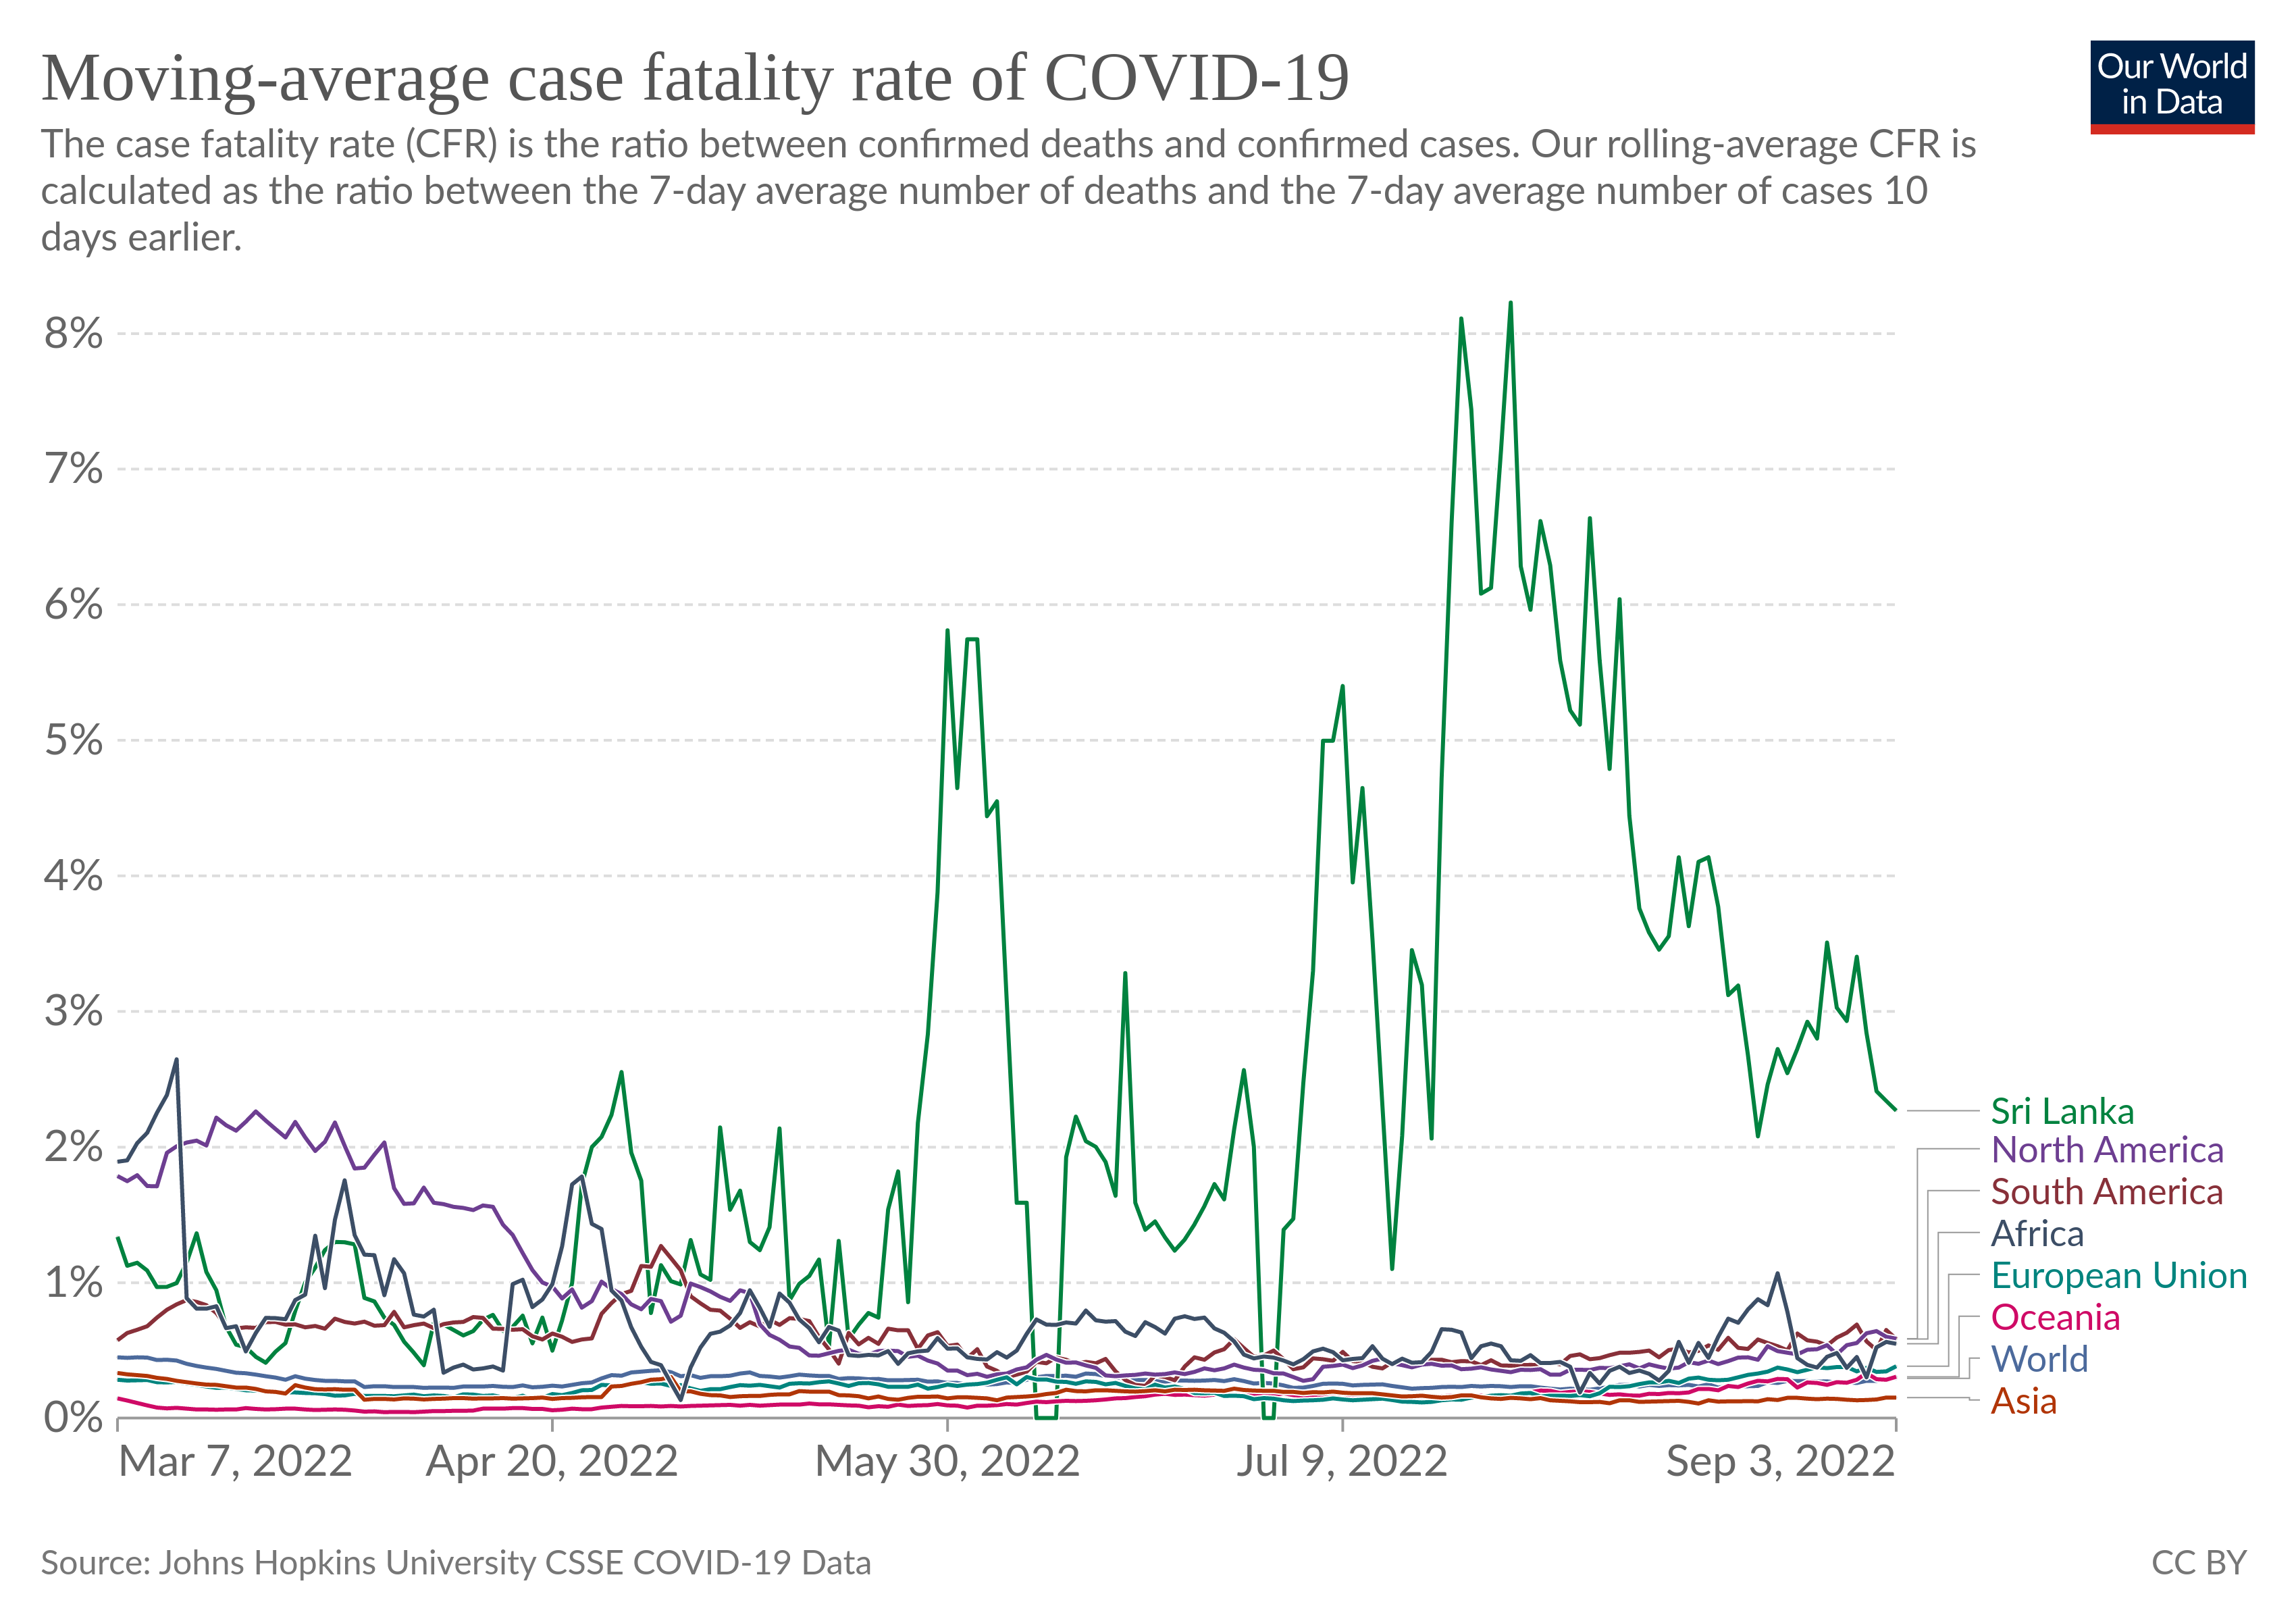 Moving-average case fatality rate of COVID-19
Our World
in Data
The case fatality rate (CFR) is the ratio between confirmed deaths and confirmed cases. Our rolling-average CFR is
calculated as the ratio between the 7-day average number of deaths and the 7-day average number of cases 10
days earlier.
8%
7%
6%
5%
4%
3%
2%
1%
0%
Sri Lanka
North America
South America
Africa
European Union
Oceania
World
Asia
Mar 7, 2022
Apr 20, 2022
May 30, 2022
Jul 9, 2022
Sep 3, 2022
Source: Johns Hopkins University CSSE COVID-19 Data
CC BY